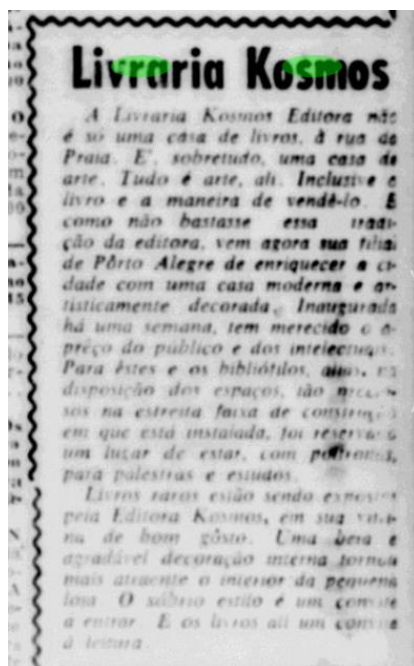 Livraria Kosmos
A Livraria Kosmos Editora não
é só uma casa de livros, à rua da
Praia. E', sobretudo, uma casa de
arte. Tudo é arte, ali. Inclusive o
livro e a maneira de vendê-lo. E
como não bastasse essa tradi-
ção da editora, vem agora sua filial
de Pôrto Alegre de enriquecer a ci-
dade com uma casa moderna e ar-
tìsticamente decorada. Inaugurada
há uma semana, tem merecido o a-
prêço do público e dos intelectuais.
Para êstes e os bibliófilos, na
disposição dos espaços, tão
sos na estreita faixa de construção
em que está instalada, foi reservado
um lugar de estar, com poltronas,
para palestras e estudos.
Livros raros estão sendo expostos
pela Editora Kosmos, em sua vitri-
na de bom gôsto. Uma bela e
agradável decoração interna tornou
mais atraente o interior da pequena
loja. O sóbrio estilo é um convite
a entrar. E os livros ali um convite
à leitura.